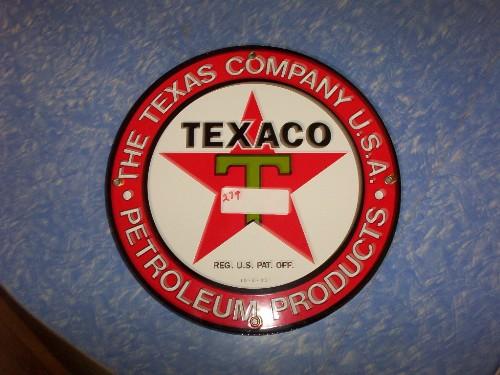 THE TEXAS COMPANY U.S.A.
TEXACO
T
REG. U.S. PAT. OFF.
• PETROLEUM PRODUCTS •